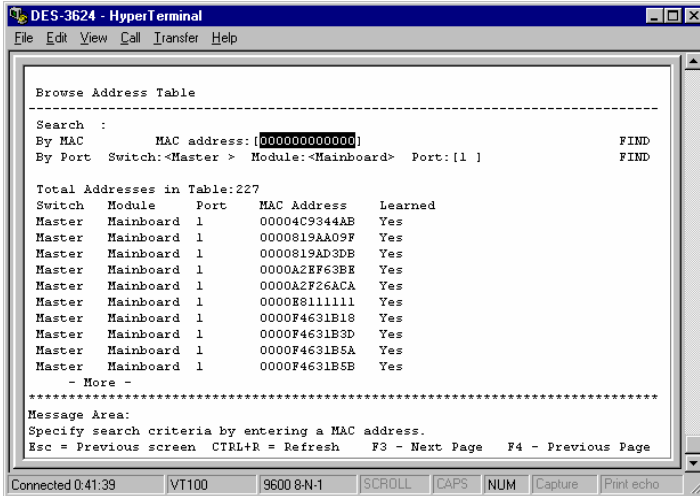 DES-3624 - HyperTerminal
File Edit View Call Transfer Help
Browse Address Table
Search :
By MAC MAC address:[000000000000] FIND
By Port Switch:<Master > Module:<Mainboard> Port:[1 ] FIND
Total Addresses in Table:227
Switch Module Port MAC Address Learned
Master Mainboard 1 00004C9344AB Yes
Master Mainboard 1 0000819AA09F Yes
Master Mainboard 1 0000819AD3DB Yes
Master Mainboard 1 0000A2EF63BE Yes
Master Mainboard 1 0000A2F26ACA Yes
Master Mainboard 1 0000E8111111 Yes
Master Mainboard 1 0000F4631B18 Yes
Master Mainboard 1 0000F4631B3D Yes
Master Mainboard 1 0000F4631B5A Yes
Master Mainboard 1 0000F4631B5B Yes
- More -
*******************************************************************************
Message Area:
Specify search criteria by entering a MAC address.
Esc = Previous screen CTRL+R = Refresh F3 - Next Page F4 - Previous Page
Connected 0:41:39 VT100 9600 8-N-1 SCROLL CAPS NUM Capture Print echo